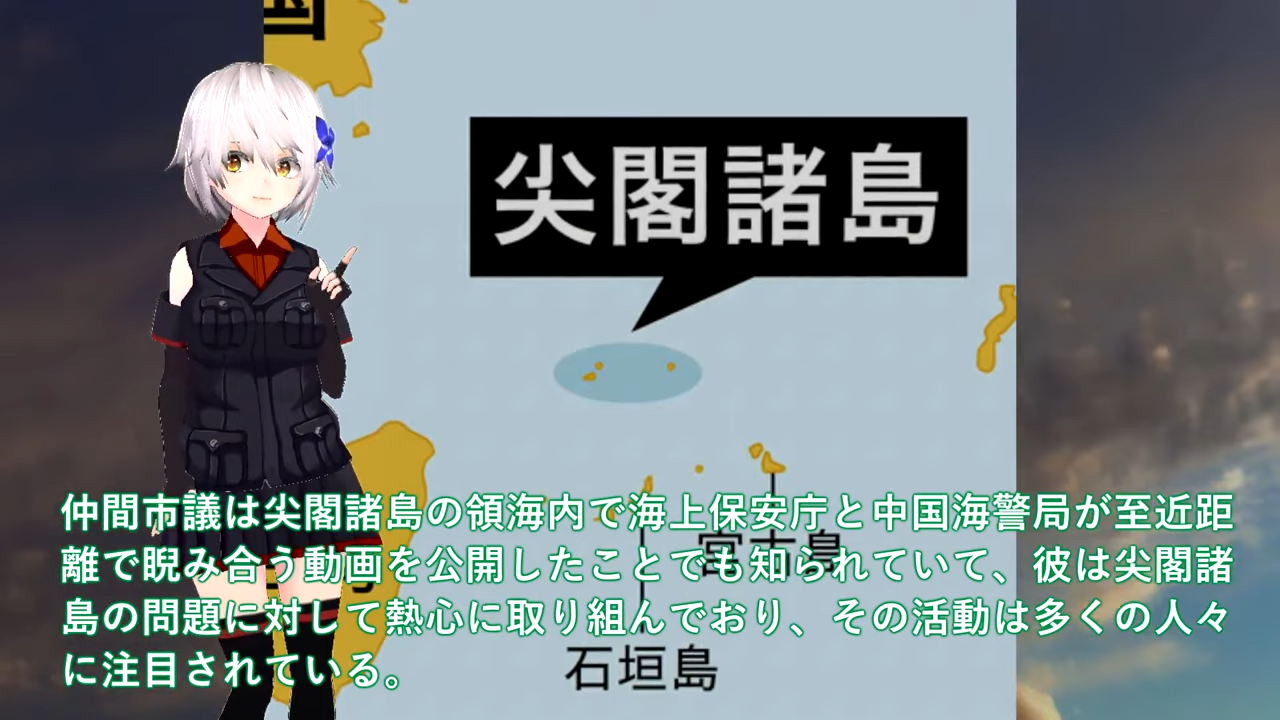 国
尖閣諸島
仲間市議は尖閣諸島の領海内で海上保安庁と中国海警局が至近距
離で睨み合う動画を公開したことでも知られていて、彼は尖閣諸
島の問題に対して熱心に取り組んでおり、その活動は多くの人々
に注目されている。
宮古島
石垣島